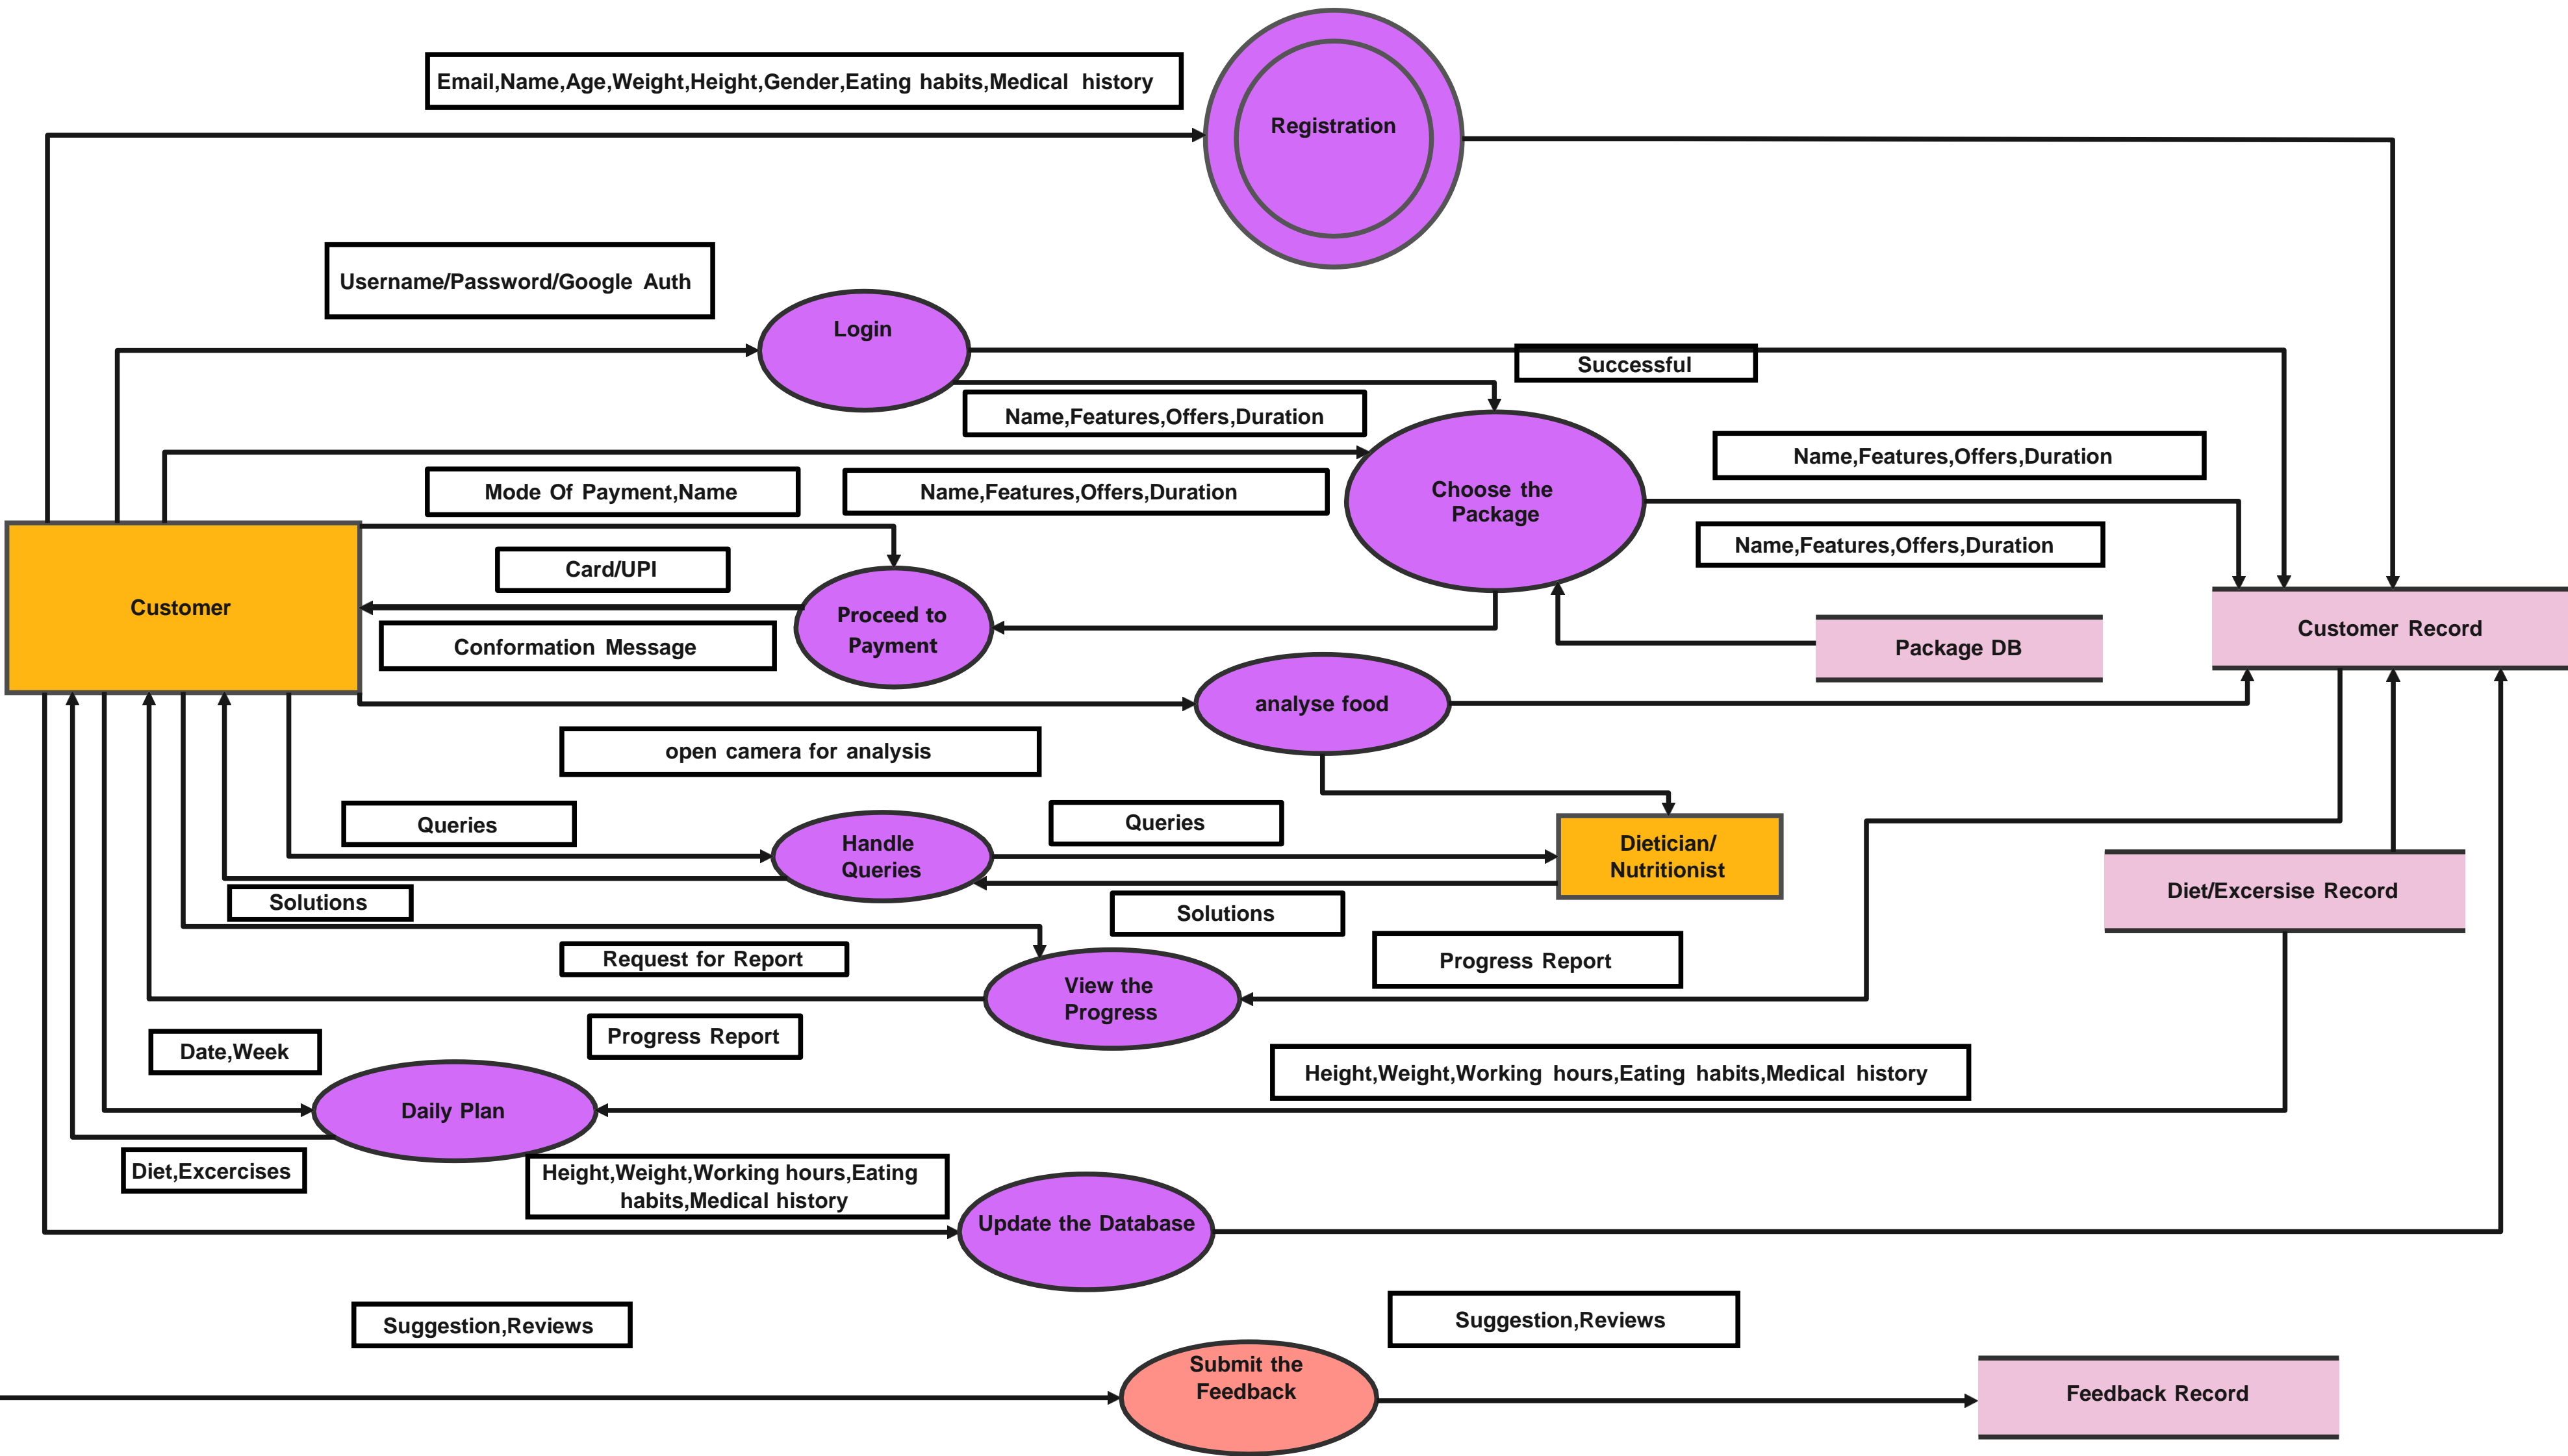 Email,Name,Age,Weight,Height,Gender,Eating habits,Medical history
Registration
Username/Password/Google Auth
Login
Successful
Name,Features,Offers,Duration
Name,Features,Offers,Duration
Mode Of Payment,Name
Name,Features,Offers,Duration
Choose the
Package
Name,Features,Offers,Duration
Card/UPI
Customer
Proceed to
Payment
Conformation Message
Package DB
Customer Record
analyse food
open camera for analysis
Queries
Queries
Handle
Queries
Dietician/
Nutritionist
Diet/Excersise Record
Solutions
Solutions
Request for Report
Progress Report
View the
Progress
Progress Report
Date,Week
Height,Weight,Working hours,Eating habits,Medical history
Daily Plan
Diet,Excercises
Height,Weight,Working hours,Eating
habits,Medical history
Update the Database
Suggestion,Reviews
Suggestion,Reviews
Submit the
Feedback
Feedback Record